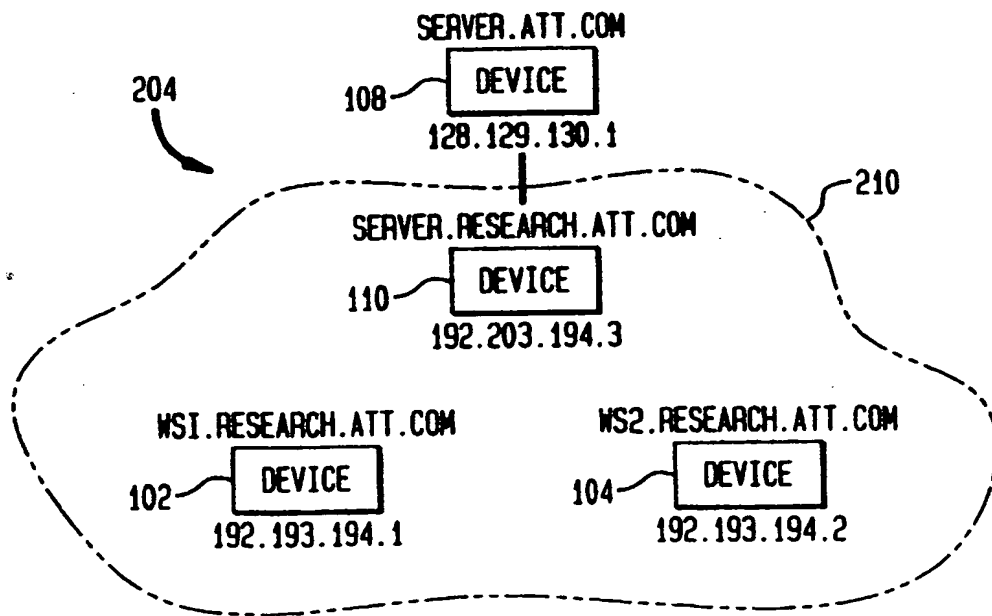 SERVER.ATT.COM
204
108
DEVICE
128.129.130.1
210
SERVER.RESEARCH.ATT.COM
110
DEVICE
192.203.194.3
WSI.RESEARCH.ATT.COM
WS2.RESEARCH.ATT.COM
102
DEVICE
104
DEVICE
192.193.194.1
192.193.194.2